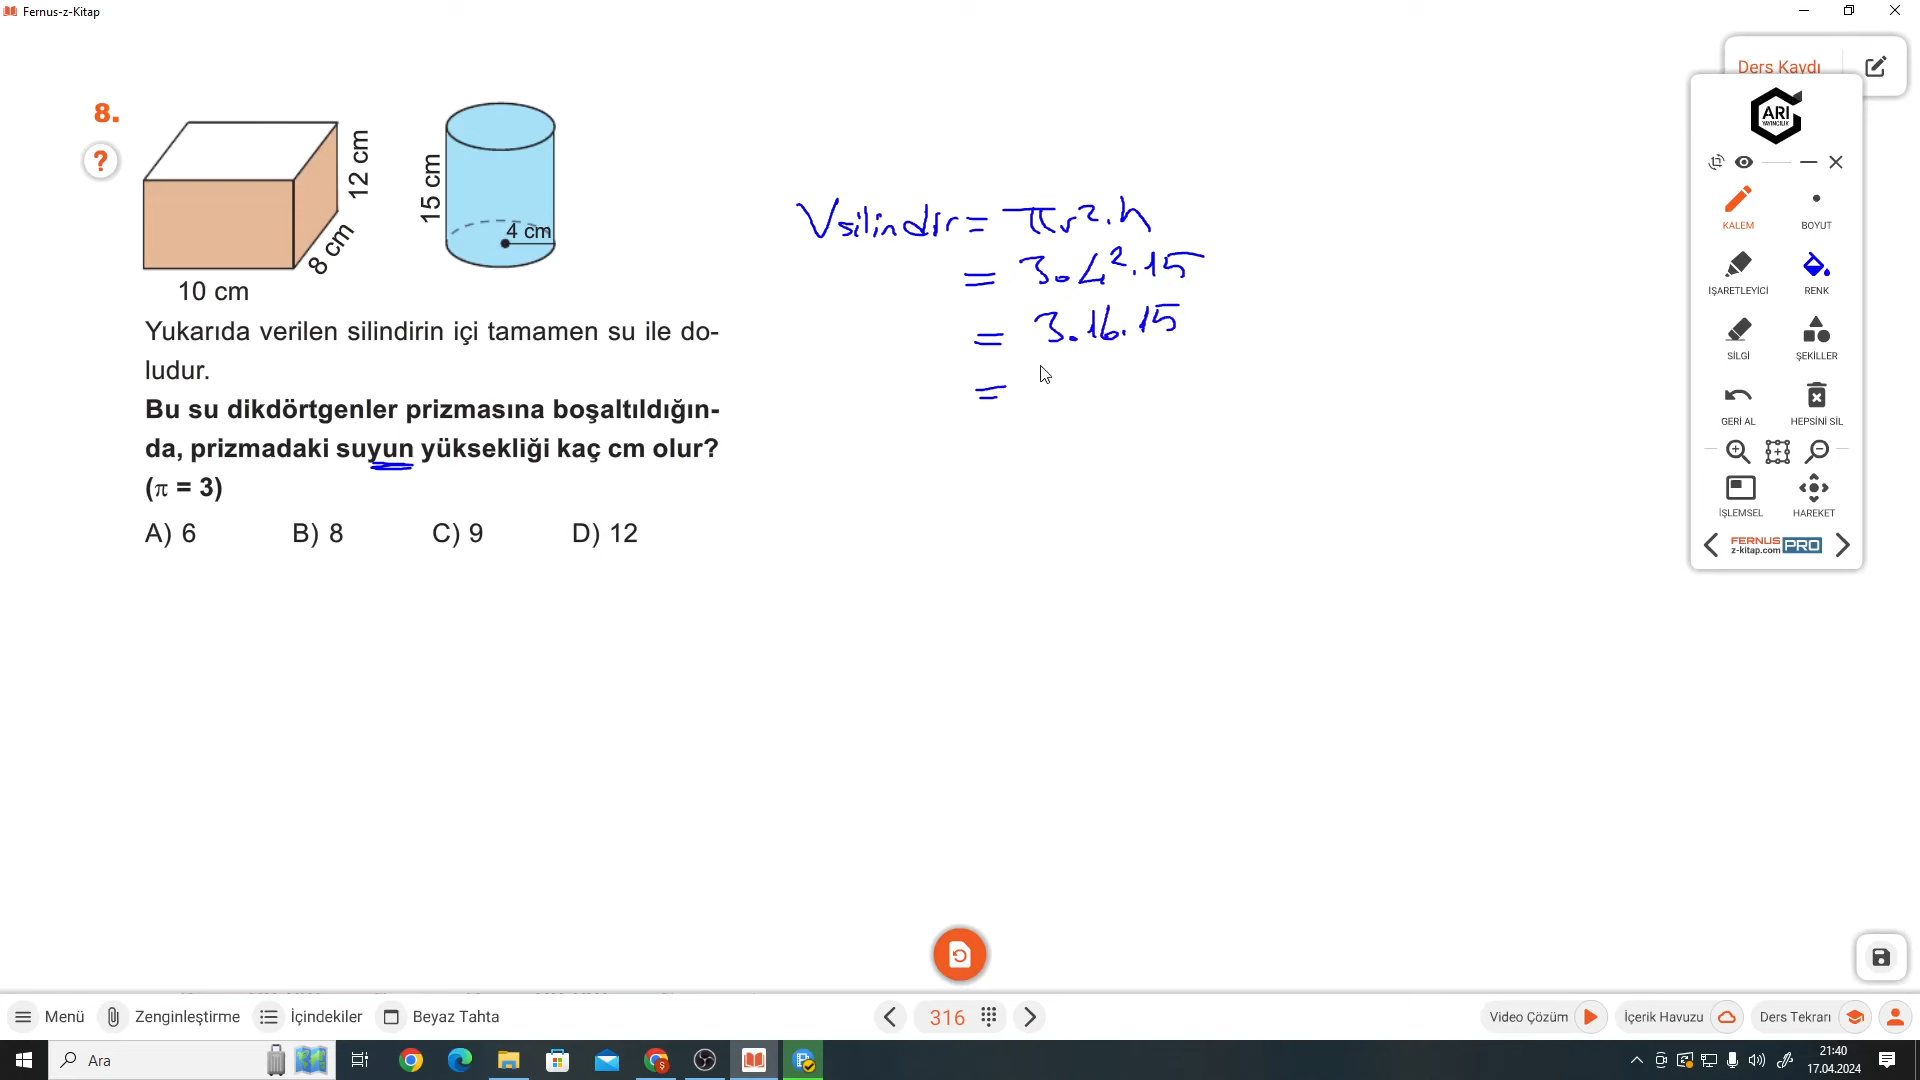 Fernus-z-Kitap
Ders Kaydı
8.
?
12 cm
8 cm
10 cm
15 cm
4 cm
Yukarıda verilen silindirin içi tamamen su ile do-
ludur.
Bu su dikdörtgenler prizmasına boşaltıldığın-
da, prizmadaki suyun yüksekliği kaç cm olur?
(π = 3)
A) 6 B) 8 C) 9 D) 12
Vsilindir = πr².h
= 3.4².15
= 3.16.15
=
ARI
YAYINCILIK
KALEM BOYUT
İŞARETLEYİCİ RENK
SİLGİ ŞEKİLLER
GERİ AL HEPSİNİ SİL
İŞLEMSEL HAREKET
FERNUS
z-kitap.com PRO
Menü Zenginleştirme İçindekiler Beyaz Tahta 316 Video Çözüm İçerik Havuzu Ders Tekrarı
Ara
21:40
17.04.2024